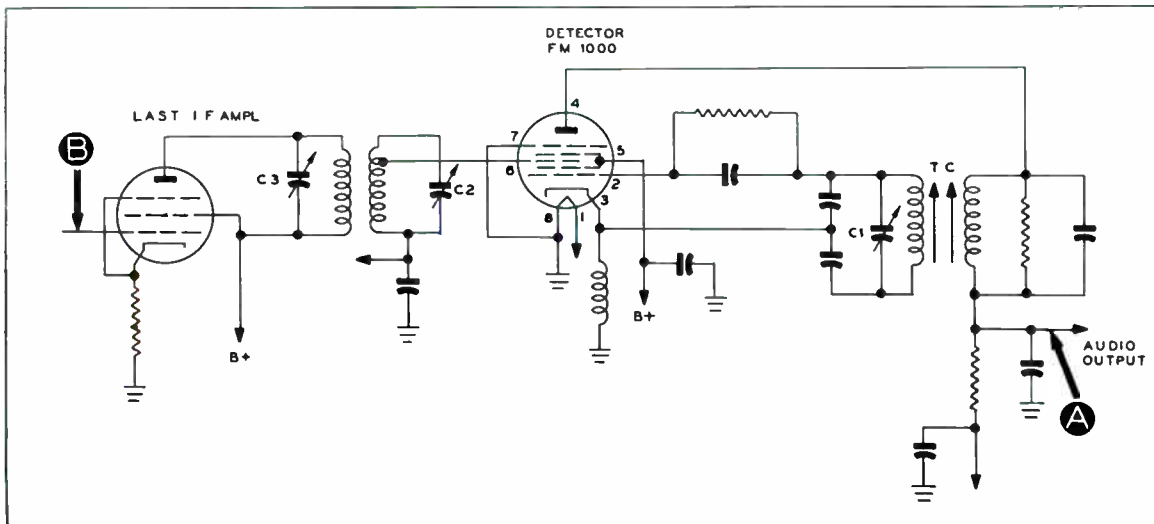 DETECTOR
FM 1000
LAST I F AMPL
B
C3
C2
B+
4
7
6
5
2
3
8
1
B+
C1
T C
AUDIO
OUTPUT
A